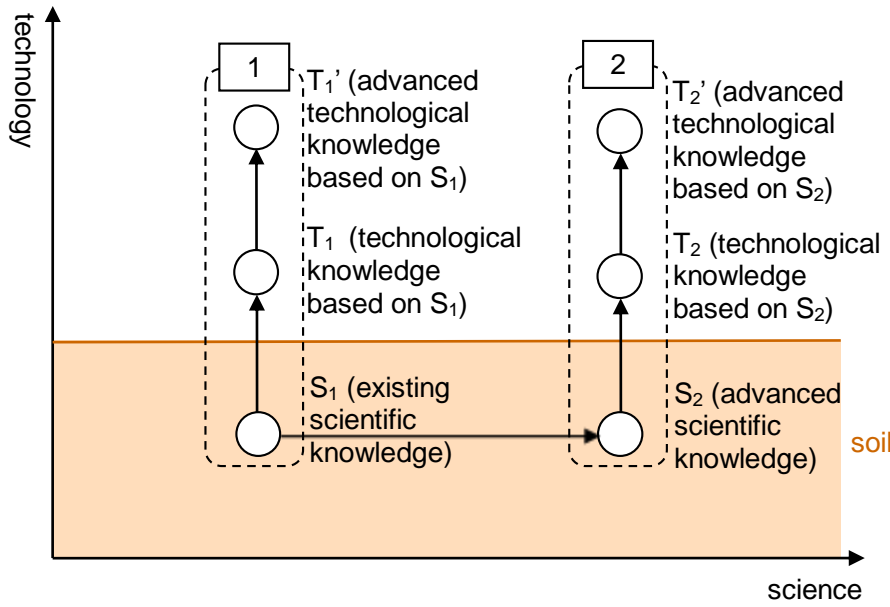 technology
1
T₁’ (advanced
technological
knowledge
based on S₁)
T₁ (technological
knowledge
based on S₁)
S₁ (existing
scientific
knowledge)
2
T₂’ (advanced
technological
knowledge
based on S₂)
T₂ (technological
knowledge
based on S₂)
S₂ (advanced
scientific
knowledge)
soil
science